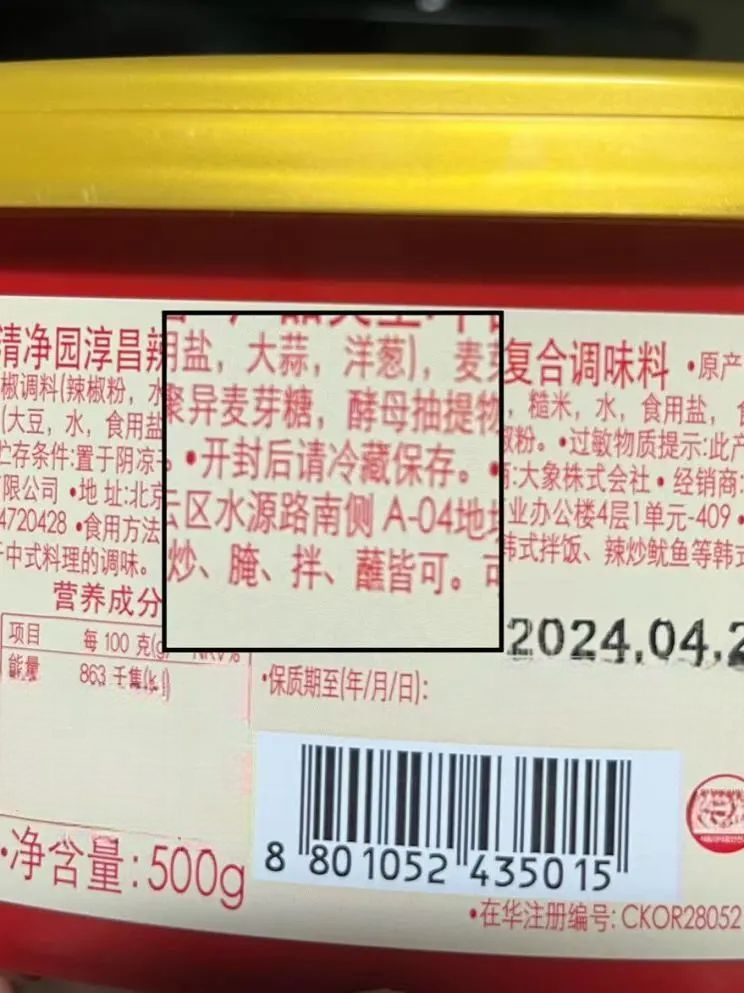 清净园淳昌辣
复合调味料 •原产
椒调料(辣椒粉, 水
用盐, 大蒜, 洋葱), 麦芽
, 糙米, 水, 食用盐,
(大豆, 水, 食用盐
聚异麦芽糖, 酵母抽提物
椒粉。•过敏物质提示:此产
贮存条件:置于阴凉
•开封后请冷藏保存。•
商:大象株式会社 • 经销商:
限公司 •地 址:北京
云区水源路南侧 A-04地块
业办公楼4层1单元-409 •
4720428 •食用方法
炒、腌、拌、蘸皆可。可
韩式拌饭、辣炒鱿鱼等韩式
于中式料理的调味。
营养成分
项目 每 100 克(g) NRV%
能量 863 千焦(kJ)
2024.04.2
•保质期至(年/月/日):
•净含量:500g
8 801052 435015
•在华注册编号: CKOR28052